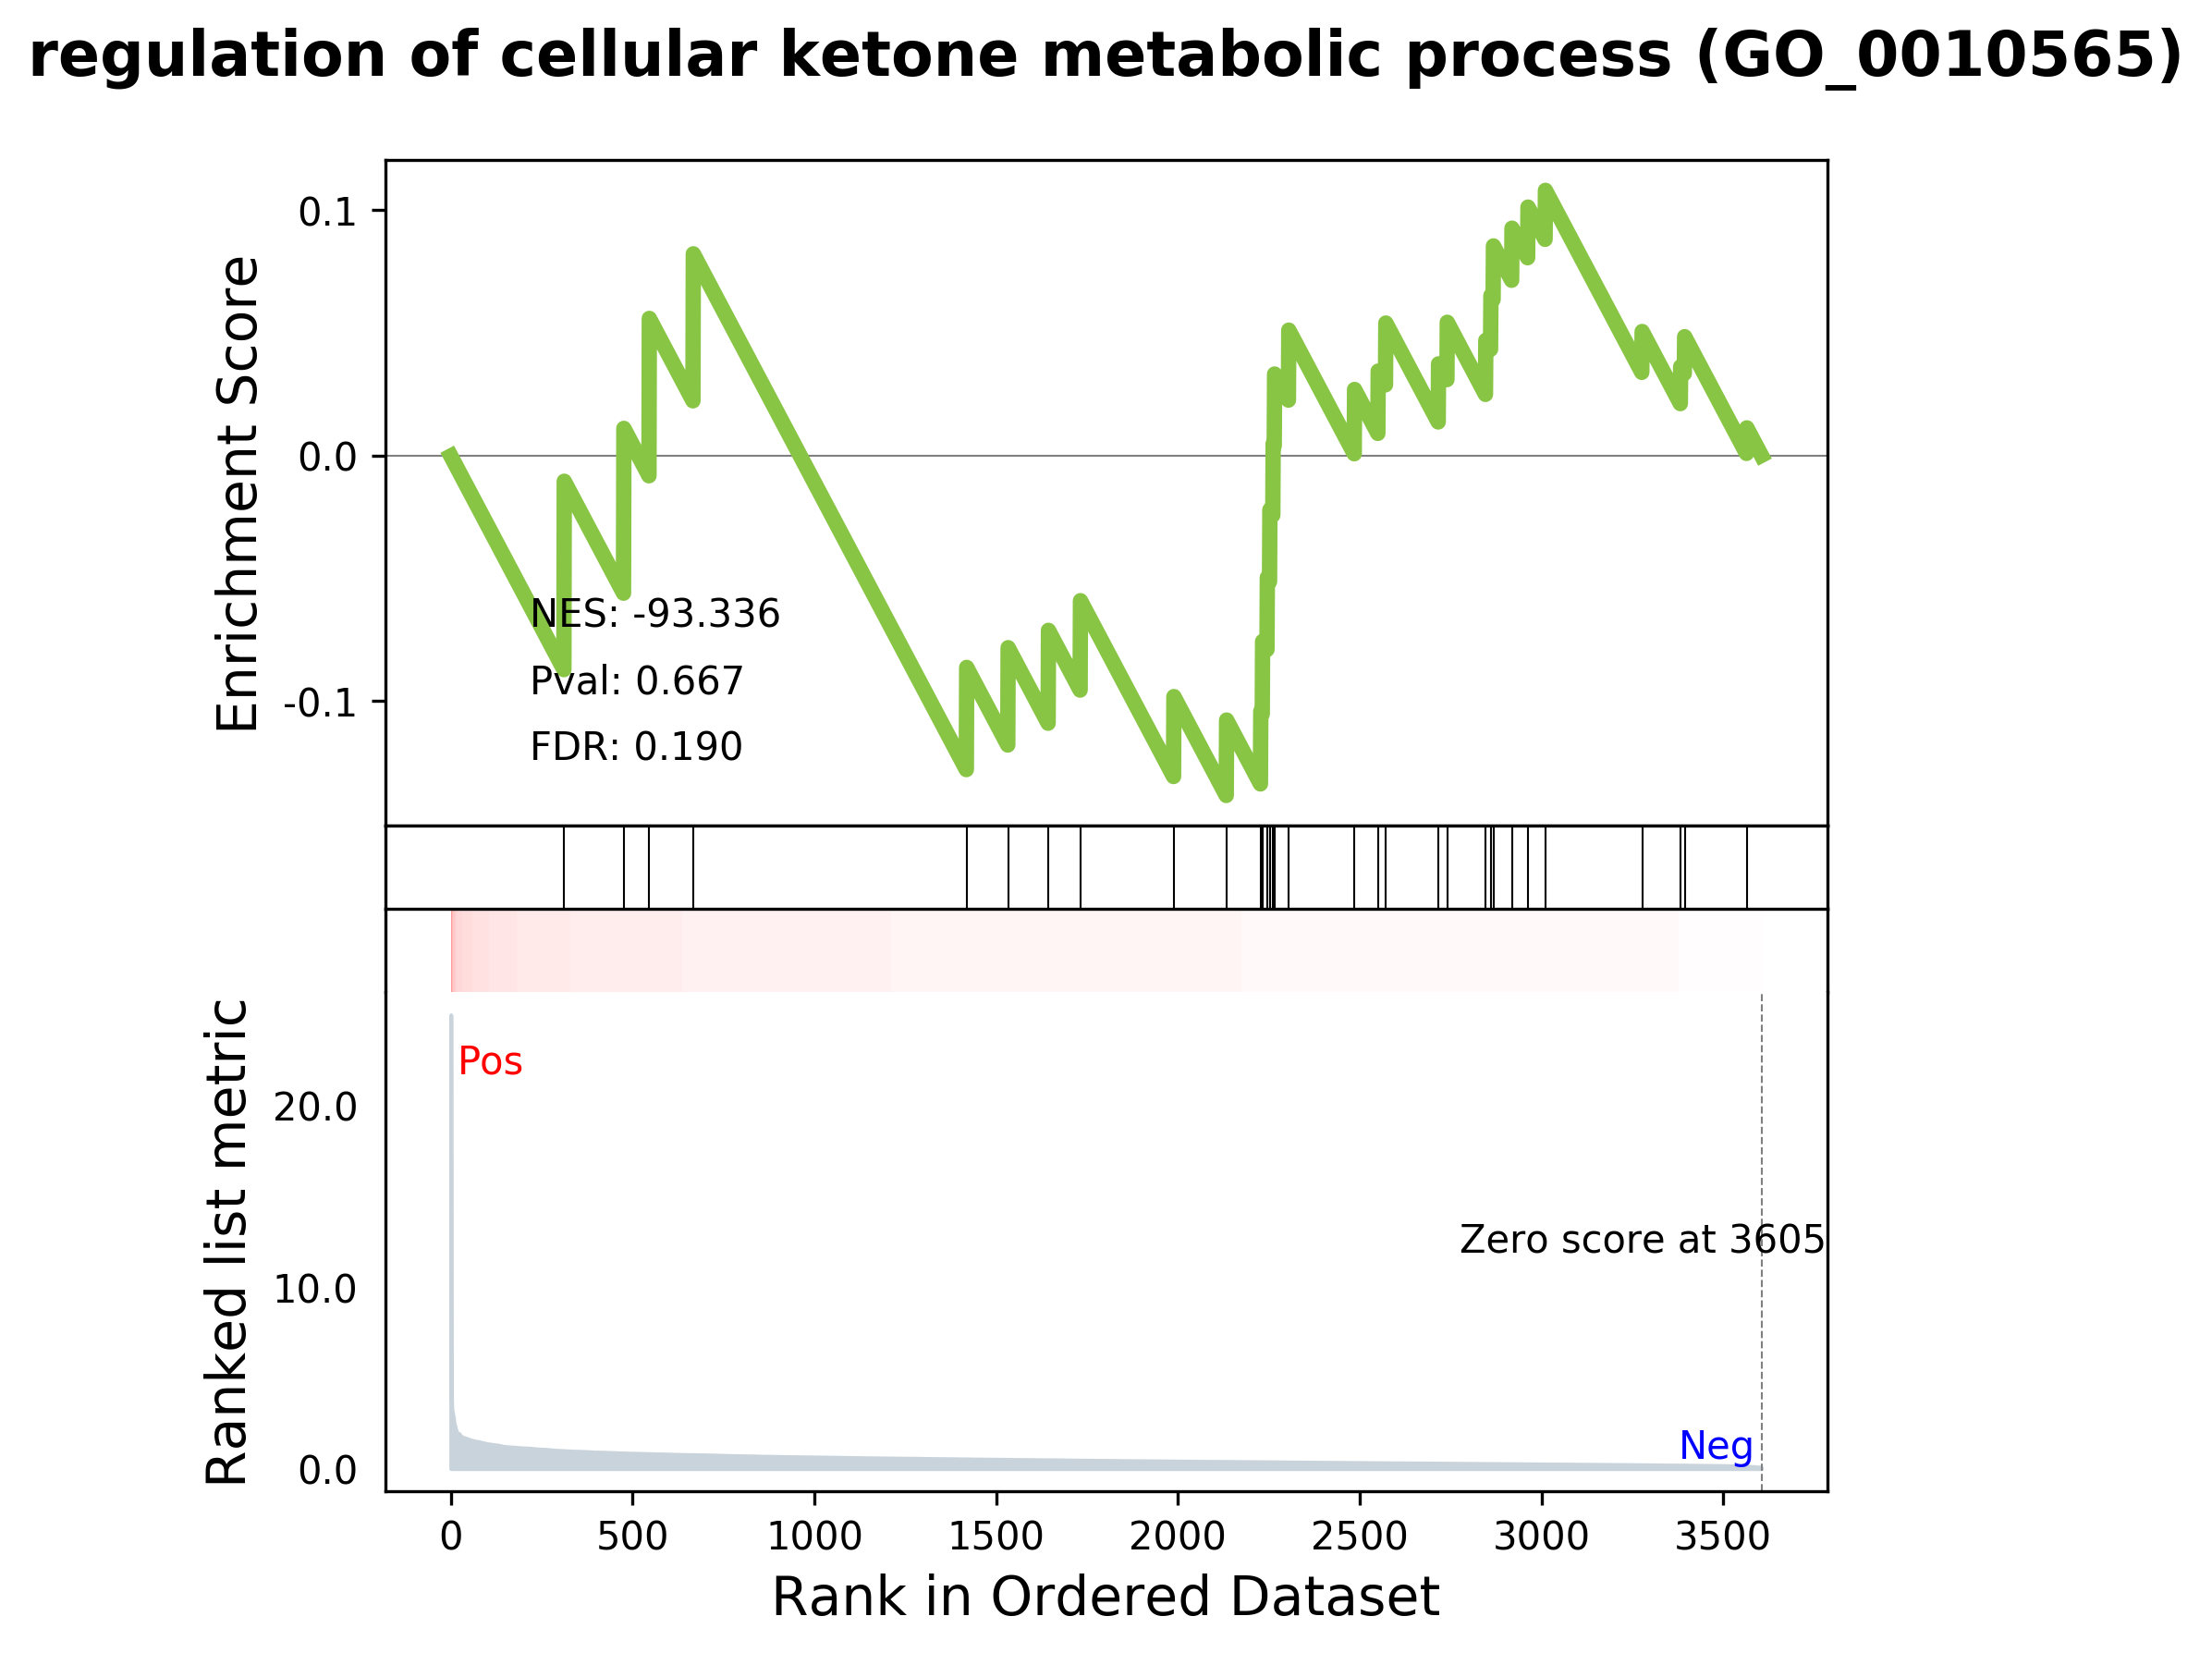 regulation of cellular ketone metabolic process (GO_0010565)
Enrichment Score
0.1
0.0
-0.1
NES: -93.336
Pval: 0.667
FDR: 0.190
Ranked list metric
Pos
20.0
10.0
0.0
Zero score at 3605
Neg
0 500 1000 1500 2000 2500 3000 3500
Rank in Ordered Dataset